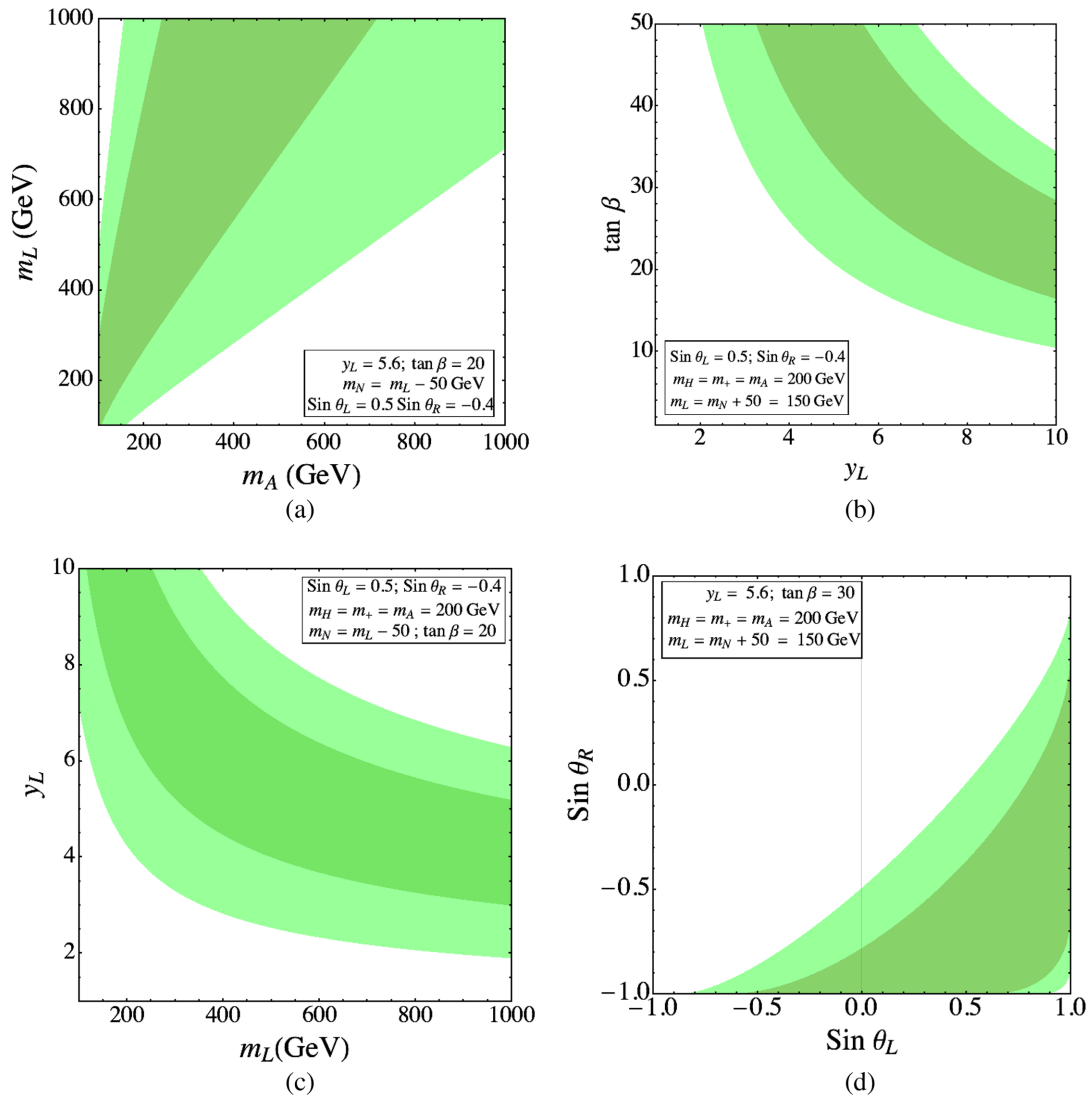 1000
800
600
400
200
m_L (GeV)
y_L = 5.6; tan β = 20
m_N = m_L − 50 GeV
Sin θ_L = 0.5 Sin θ_R = −0.4
200
400
600
800
1000
m_A (GeV)
(a)
50
40
30
20
10
tan β
Sin θ_L = 0.5; Sin θ_R = −0.4
m_H = m_+ = m_A = 200 GeV
m_L = m_N + 50 = 150 GeV
2
4
6
8
10
y_L
(b)
10
8
6
4
2
y_L
Sin θ_L = 0.5; Sin θ_R = −0.4
m_H = m_+ = m_A = 200 GeV
m_N = m_L − 50 ; tan β = 20
200
400
600
800
1000
m_L(GeV)
(c)
1.0
0.5
0.0
−0.5
−1.0
Sin θ_R
y_L = 5.6; tan β = 30
m_H = m_+ = m_A = 200 GeV
m_L = m_N + 50 = 150 GeV
−1.0
−0.5
0.0
0.5
1.0
Sin θ_L
(d)